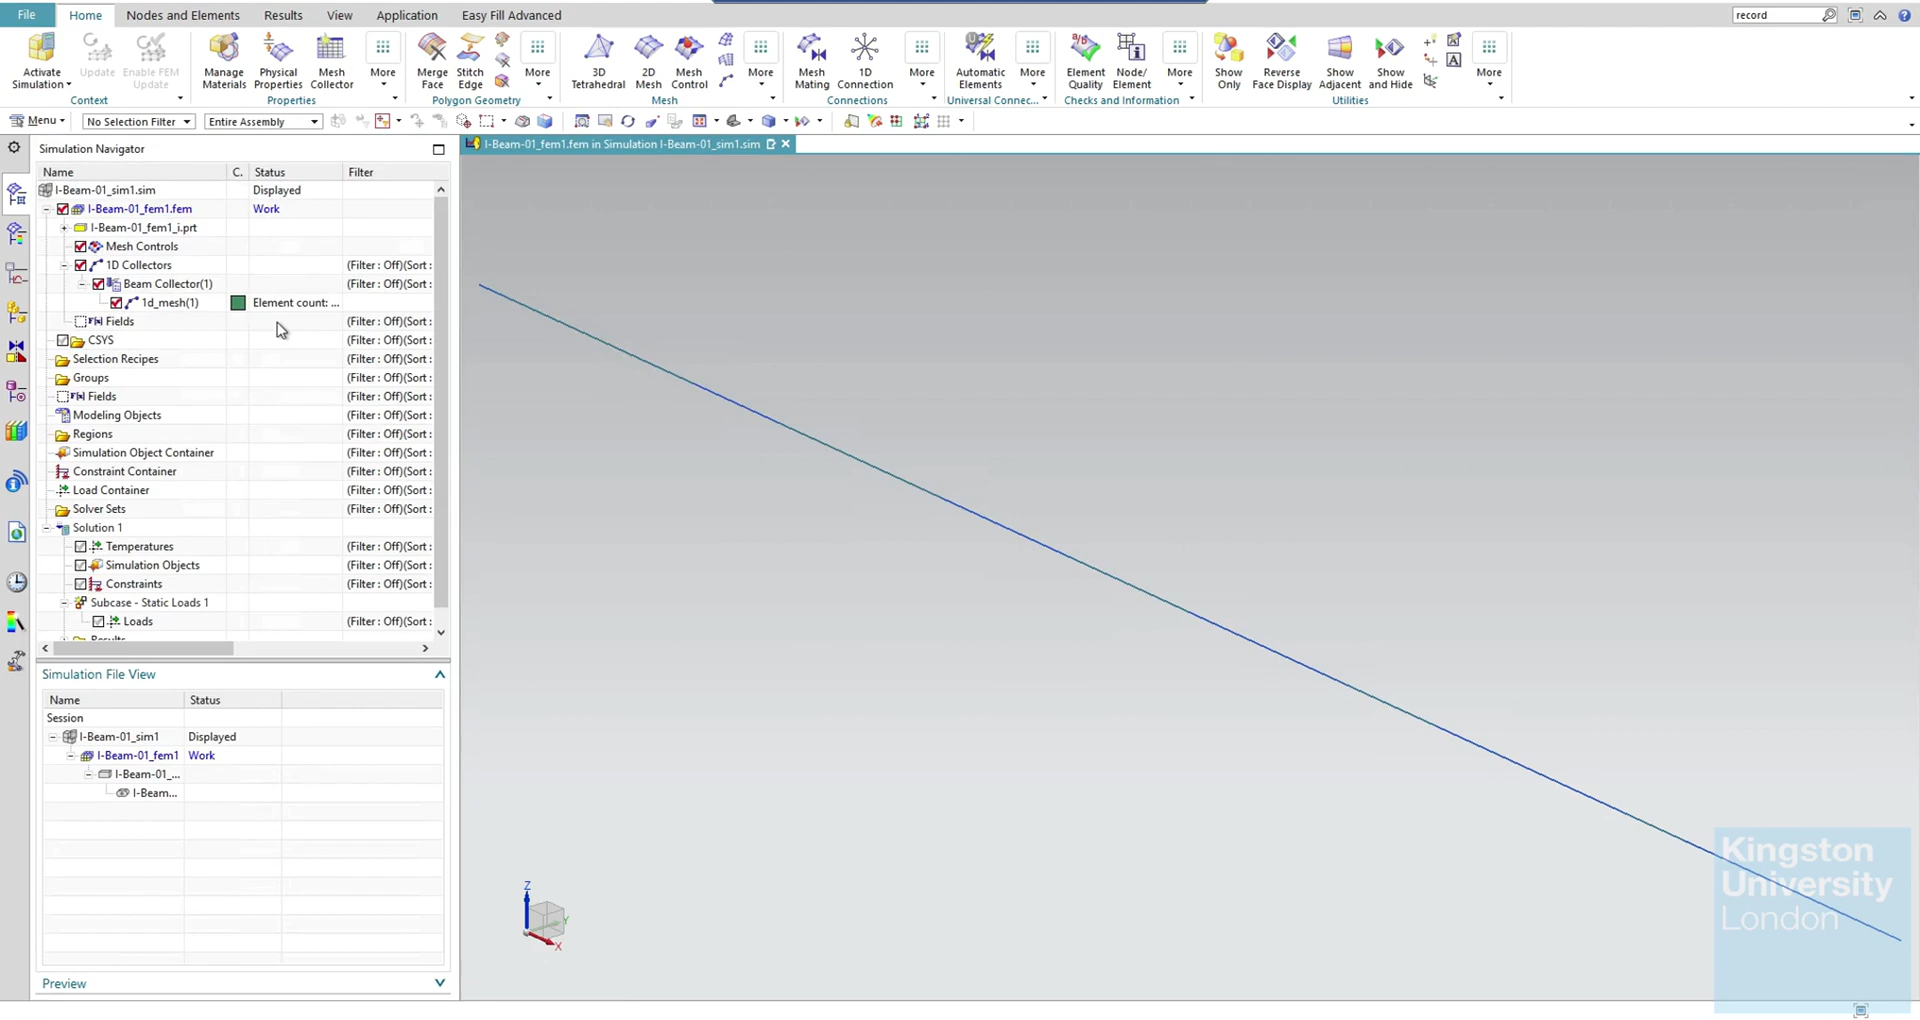 File Home Nodes and Elements Results View Application Easy Fill Advanced record
Activate Simulation Update Enable FEM Update Manage Materials Physical Properties Mesh Collector More Merge Face Stitch Edge More 3D Tetrahedral 2D Mesh Mesh Control More Mesh Mating 1D Connection More Automatic Elements More Element Quality Node/ Element More Show Only Reverse Face Display Show Adjacent Show and Hide More
Context Properties Polygon Geometry Mesh Connections Universal Connec... Checks and Information Utilities
Menu No Selection Filter Entire Assembly
Simulation Navigator
I-Beam-01_fem1.fem in Simulation I-Beam-01_sim1.sim
Name C. Status Filter
I-Beam-01_sim1.sim Displayed
I-Beam-01_fem1.fem Work
I-Beam-01_fem1_i.prt
Mesh Controls
1D Collectors (Filter : Off)(Sort :
Beam Collector(1) (Filter : Off)(Sort :
1d_mesh(1) Element count: ...
Fields (Filter : Off)(Sort :
CSYS (Filter : Off)(Sort :
Selection Recipes (Filter : Off)(Sort :
Groups (Filter : Off)(Sort :
Fields (Filter : Off)(Sort :
Modeling Objects (Filter : Off)(Sort :
Regions (Filter : Off)(Sort :
Simulation Object Container (Filter : Off)(Sort :
Constraint Container (Filter : Off)(Sort :
Load Container (Filter : Off)(Sort :
Solver Sets (Filter : Off)(Sort :
Solution 1
Temperatures (Filter : Off)(Sort :
Simulation Objects (Filter : Off)(Sort :
Constraints (Filter : Off)(Sort :
Subcase - Static Loads 1
Loads (Filter : Off)(Sort :
Results
Simulation File View
Name Status
Session
I-Beam-01_sim1 Displayed
I-Beam-01_fem1 Work
I-Beam-01_...
I-Beam...
Preview
Z
Y
X
Kingston
University
London